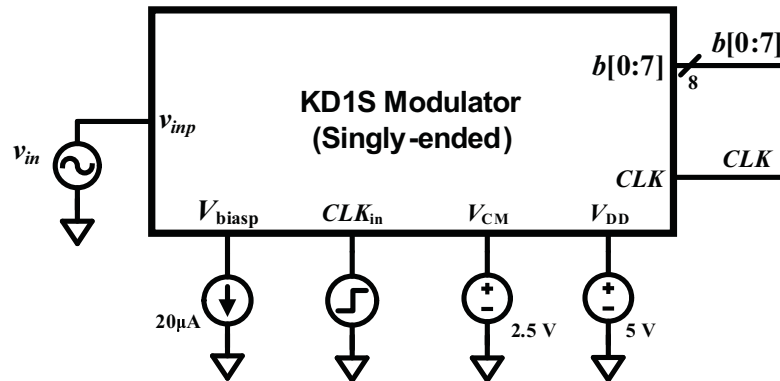 b[0:7] b[0:7]
8
KD1S Modulator
(Singly-ended)
v_inp
v_in
CLK CLK
V_biasp CLK_in V_CM V_DD
20µA 2.5 V 5 V